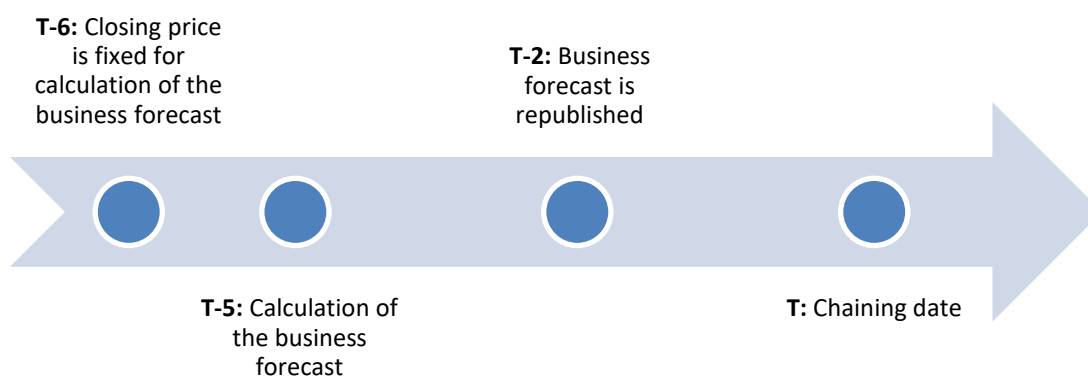 T-6: Closing price
is fixed for
calculation of the
business forecast
T-5: Calculation of
the business
forecast
T-2: Business
forecast is
republished
T: Chaining date